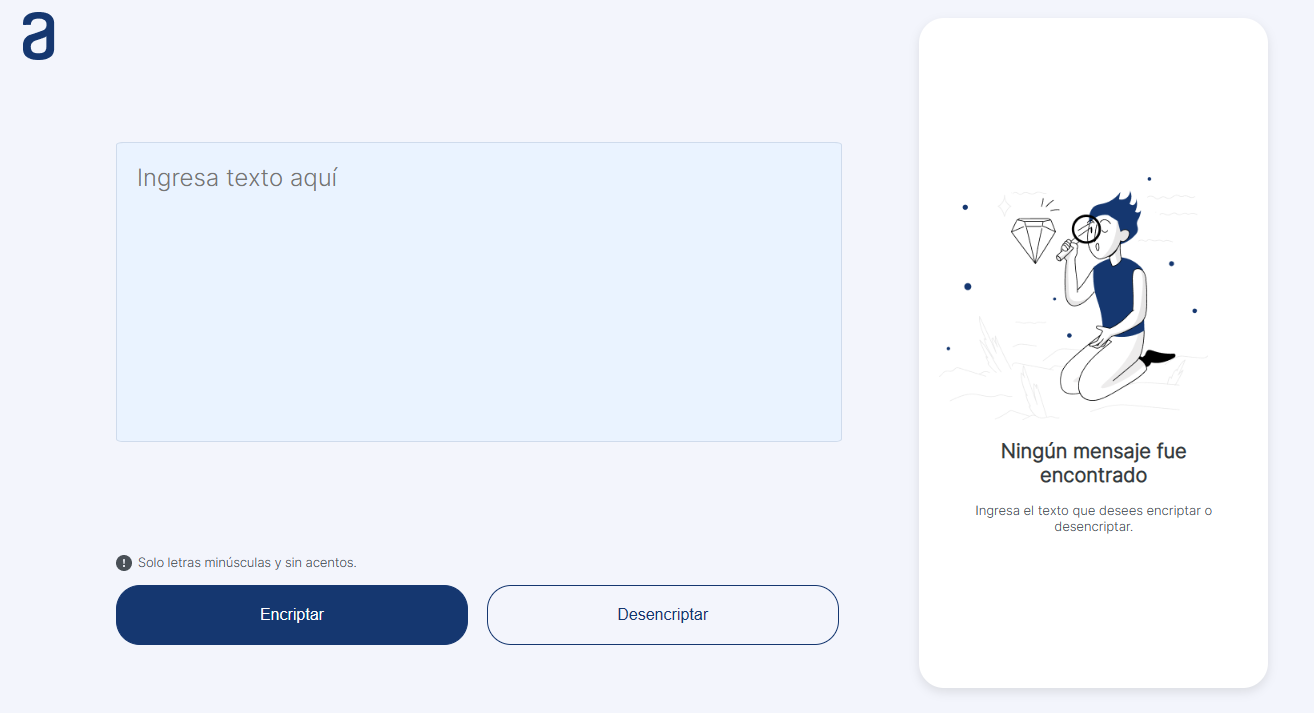 a
Ingresa texto aquí
Solo letras minúsculas y sin acentos.
Encriptar
Desencriptar
Ningún mensaje fue
encontrado
Ingresa el texto que desees encriptar o
desencriptar.